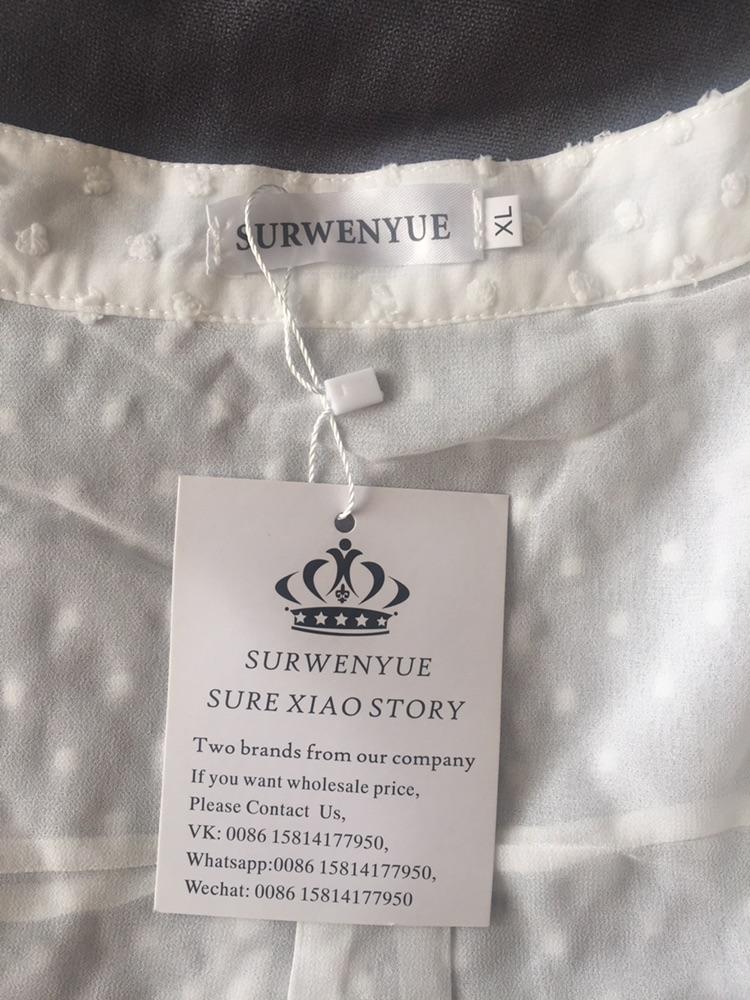 SURWENYUE
XL
SURWENYUE
SURE XIAO STORY
Two brands from our company
If you want wholesale price,
Please Contact Us,
VK: 0086 15814177950,
Whatsapp:0086 15814177950,
Wechat: 0086 15814177950